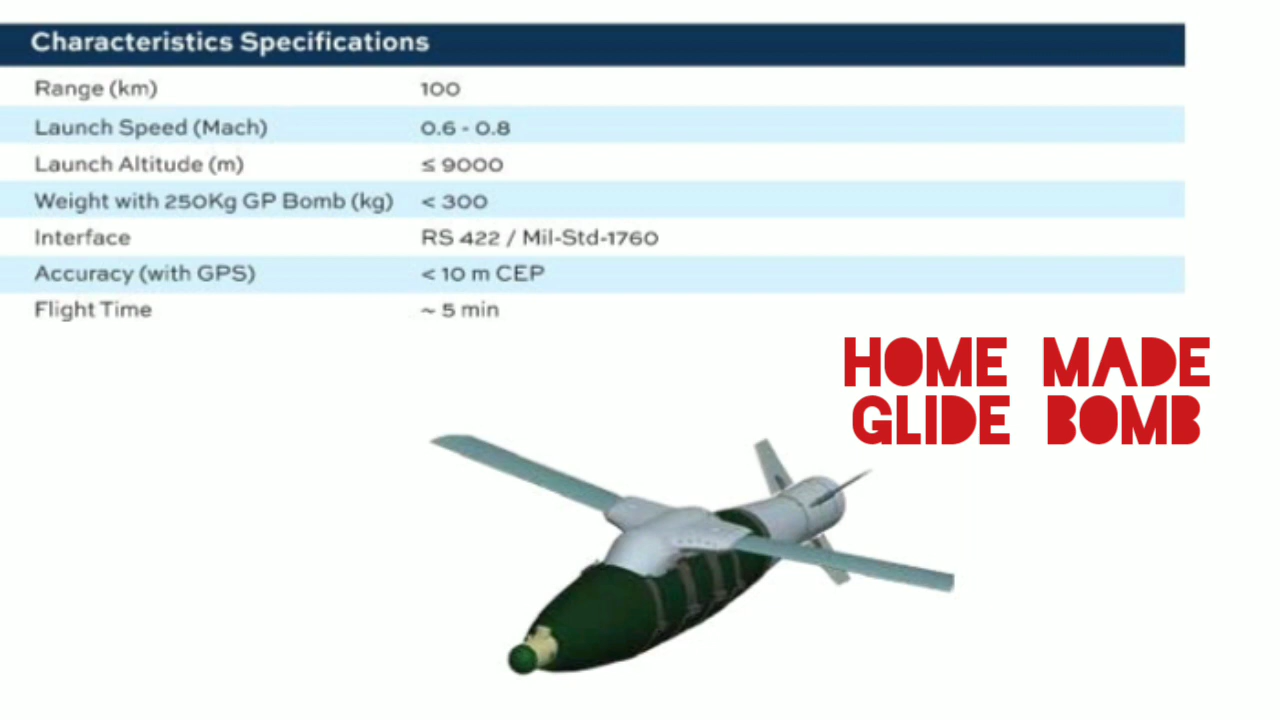 Characteristics Specifications
Range (km) 100
Launch Speed (Mach) 0.6 - 0.8
Launch Altitude (m) ≤ 9000
Weight with 250Kg GP Bomb (kg) < 300
Interface RS 422 / Mil-Std-1760
Accuracy (with GPS) < 10 m CEP
Flight Time ~ 5 min
HOME MADE
GLIDE BOMB